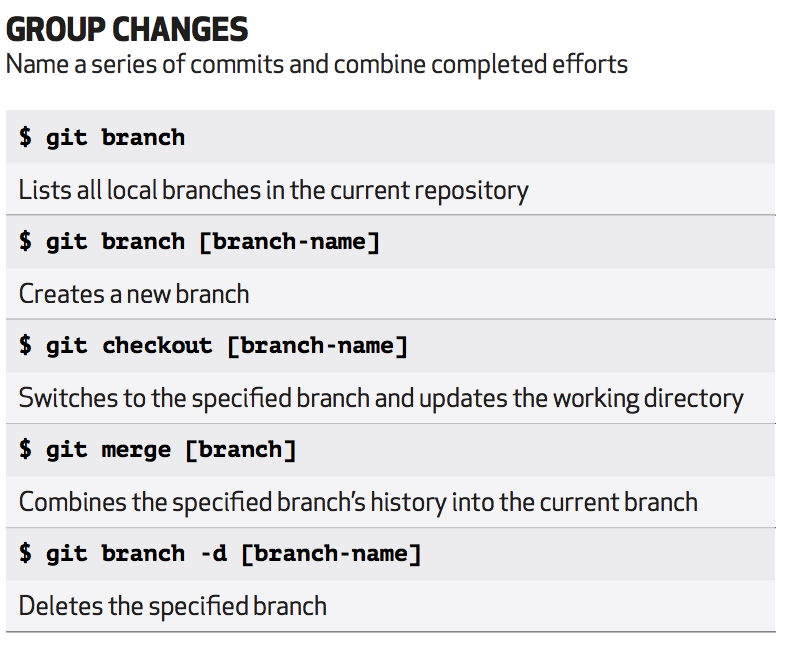 GROUP CHANGES
Name a series of commits and combine completed efforts
$ git branch
Lists all local branches in the current repository
$ git branch [branch-name]
Creates a new branch
$ git checkout [branch-name]
Switches to the specified branch and updates the working directory
$ git merge [branch]
Combines the specified branch’s history into the current branch
$ git branch -d [branch-name]
Deletes the specified branch